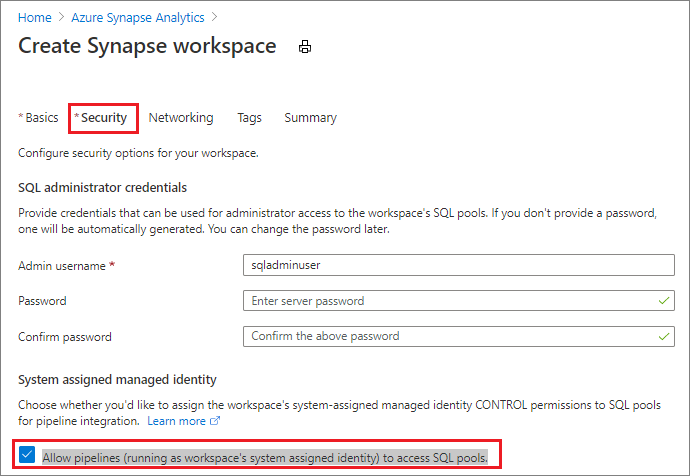 Home > Azure Synapse Analytics >
Create Synapse workspace
* Basics * Security Networking Tags Summary
Configure security options for your workspace.
SQL administrator credentials
Provide credentials that can be used for administrator access to the workspace's SQL pools. If you don't provide a password,
one will be automatically generated. You can change the password later.
Admin username * sqladminuser
Password Enter server password
Confirm password Confirm the above password
System assigned managed identity
Choose whether you'd like to assign the workspace's system-assigned managed identity CONTROL permissions to SQL pools
for pipeline integration. Learn more
Allow pipelines (running as workspace's system assigned identity) to access SQL pools.